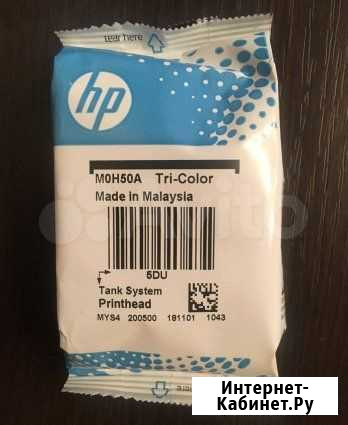 tear here
hp
M0H50A Tri-Color
Made in Malaysia
5DU
Tank System
Printhead
MYS4 200500 181101 1043
Avito
Интернет-
Кабинет.Ру